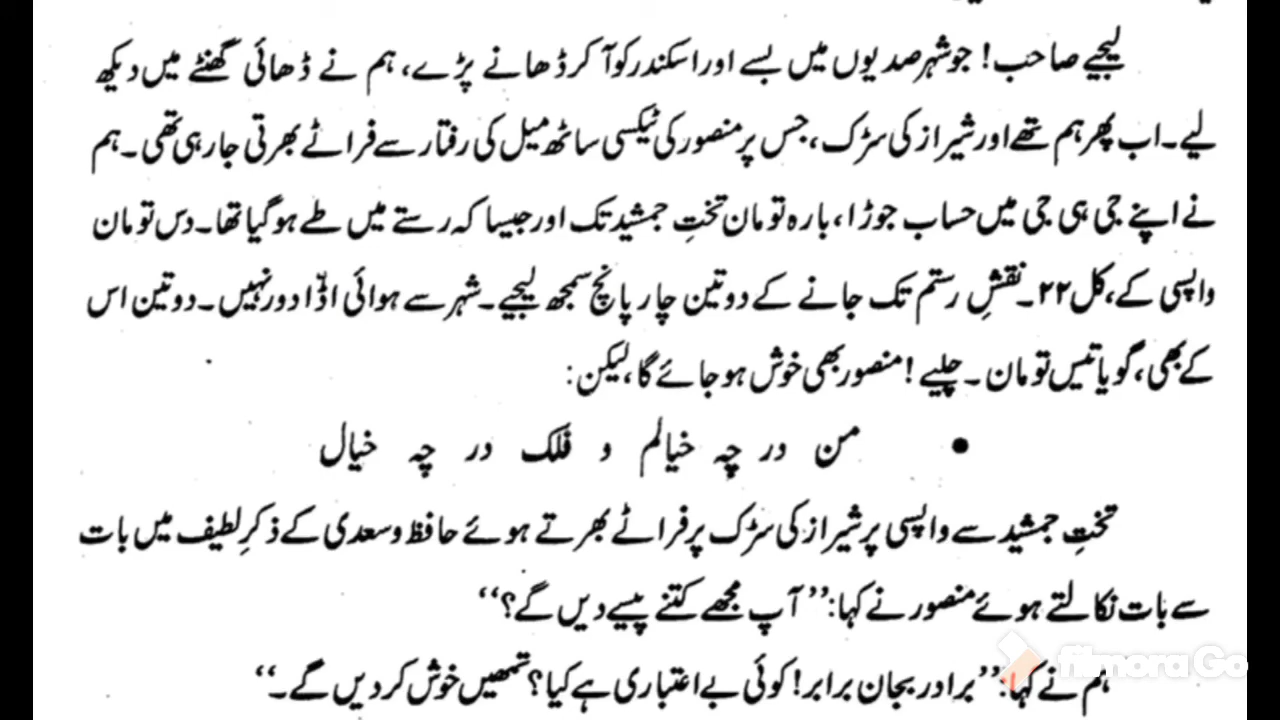 لیجیے صاحب! جو شہر صدیوں میں بسے اور اسکندر کو آ کر ڈھانے پڑے، ہم نے ڈھائی گھنٹے میں دیکھ
لیے۔ اب پھر ہم تھے اور شیراز کی سڑک، جس پر منصور کی ٹیکسی ساٹھ میل کی رفتار سے فراٹے بھرتی جا رہی تھی۔ ہم
نے اپنے جی ہی جی میں حساب جوڑا، بارہ تومان تختِ جمشید تک اور جیسا کہ رستے میں طے ہو گیا تھا۔ دس تومان
واپسی کے، کل ۲۲۔ نقشِ رستم تک جانے کے دو تین چار پانچ سمجھ لیجیے۔ شہر سے ہوائی اڈّا دور نہیں۔ دو تین اس
کے بھی، گویا تیس تومان ۔ چلیے! منصور بھی خوش ہو جائے گا، لیکن:
● من در چہ خیالم و فلک در چہ خیال
تختِ جمشید سے واپسی پر شیراز کی سڑک پر فراٹے بھرتے ہوئے حافظ و سعدی کے ذکرِ لطیف میں بات
سے بات نکالتے ہوئے منصور نے کہا: ’’آپ مجھے کتنے پیسے دیں گے؟‘‘
ہم نے کہا: ’’برادر بجان برابر! کوئی بے اعتباری ہے کیا؟ تمھیں خوش کر دیں گے۔‘‘
filmora Go